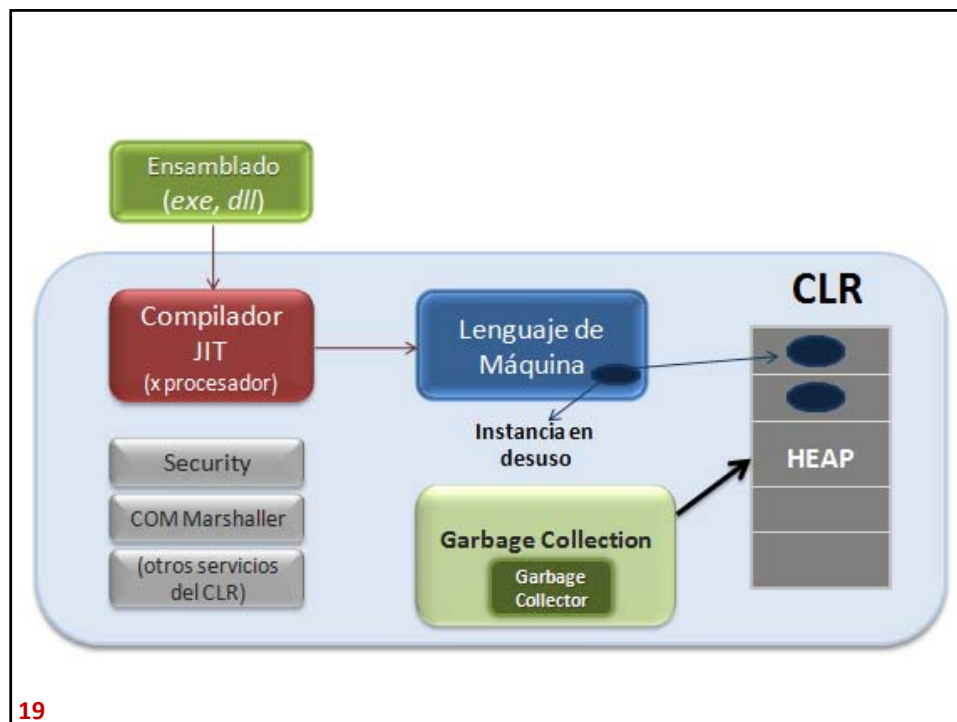 Ensamblado
(exe, dll)
CLR
Compilador
JIT
(x procesador)
Lenguaje de
Máquina
Instancia en
desuso
HEAP
Security
COM Marshaller
(otros servicios
del CLR)
Garbage Collection
Garbage
Collector
19